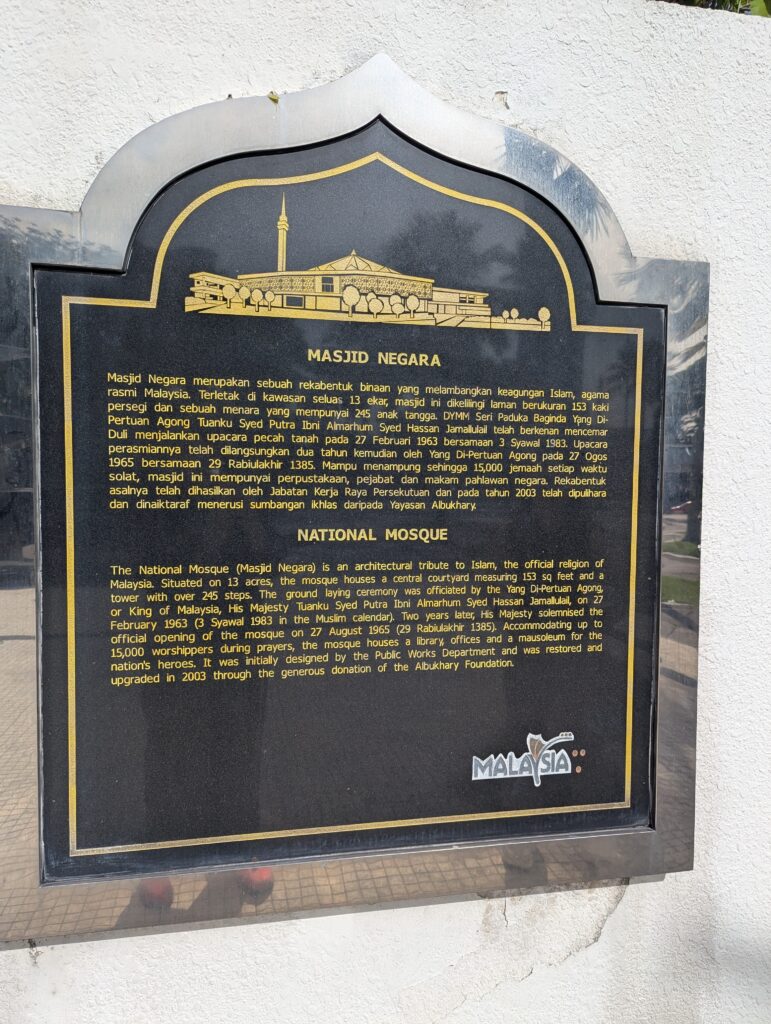 MASJID NEGARA
Masjid Negara merupakan sebuah rekabentuk binaan yang melambangkan keagungan Islam, agama
rasmi Malaysia. Terletak di kawasan seluas 13 ekar, masjid ini dikelilingi laman berukuran 153 kaki
persegi dan sebuah menara yang mempunyai 245 anak tangga. DYMM Seri Paduka Baginda Yang Di-
Pertuan Agong Tuanku Syed Putra Ibni Almarhum Syed Hassan Jamallulail telah berkenan mencemar
Duli menjalankan upacara pecah tanah pada 27 Februari 1963 bersamaan 3 Syawal 1983. Upacara
perasmiannya telah dilangsungkan dua tahun kemudian oleh Yang Di-Pertuan Agong pada 27 Ogos
1965 bersamaan 29 Rabiulakhir 1385. Mampu menampung sehingga 15,000 jemaah setiap waktu
solat, masjid ini mempunyai perpustakaan, pejabat dan makam pahlawan negara. Rekabentuk
asalnya telah dihasilkan oleh Jabatan Kerja Raya Persekutuan dan pada tahun 2003 telah dipulihara
dan dinaiktaraf menerusi sumbangan ikhlas daripada Yayasan Albukhary.
NATIONAL MOSQUE
The National Mosque (Masjid Negara) is an architectural tribute to Islam, the official religion of
Malaysia. Situated on 13 acres, the mosque houses a central courtyard measuring 153 sq feet and a
tower with over 245 steps. The ground laying ceremony was officiated by the Yang Di-Pertuan Agong,
or King of Malaysia, His Majesty Tuanku Syed Putra Ibni Almarhum Syed Hassan Jamallulail, on 27
February 1963 (3 Syawal 1983 in the Muslim calendar). Two years later, His Majesty solemnised the
official opening of the mosque on 27 August 1965 (29 Rabiulakhir 1385). Accommodating up to
15,000 worshippers during prayers, the mosque houses a library, offices and a mausoleum for the
nation's heroes. It was initially designed by the Public Works Department and was restored and
upgraded in 2003 through the generous donation of the Albukhary Foundation.
MALAYSIA